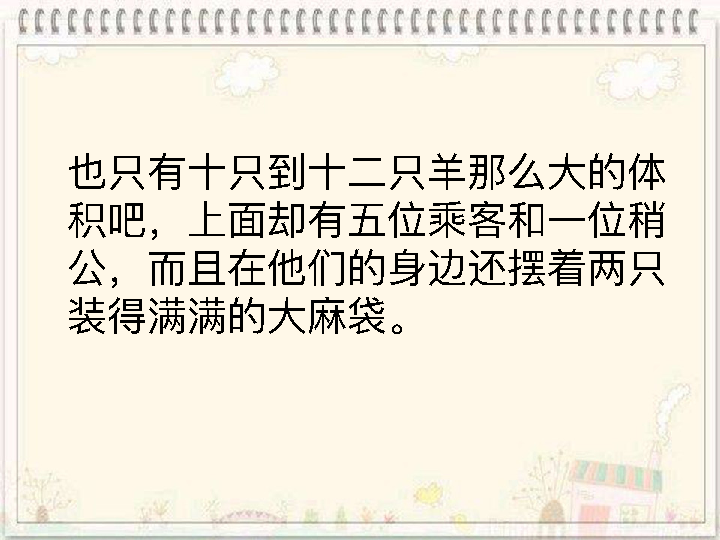 也只有十只到十二只羊那么大的体
积吧，上面却有五位乘客和一位稍
公，而且在他们的身边还摆着两只
装得满满的大麻袋。